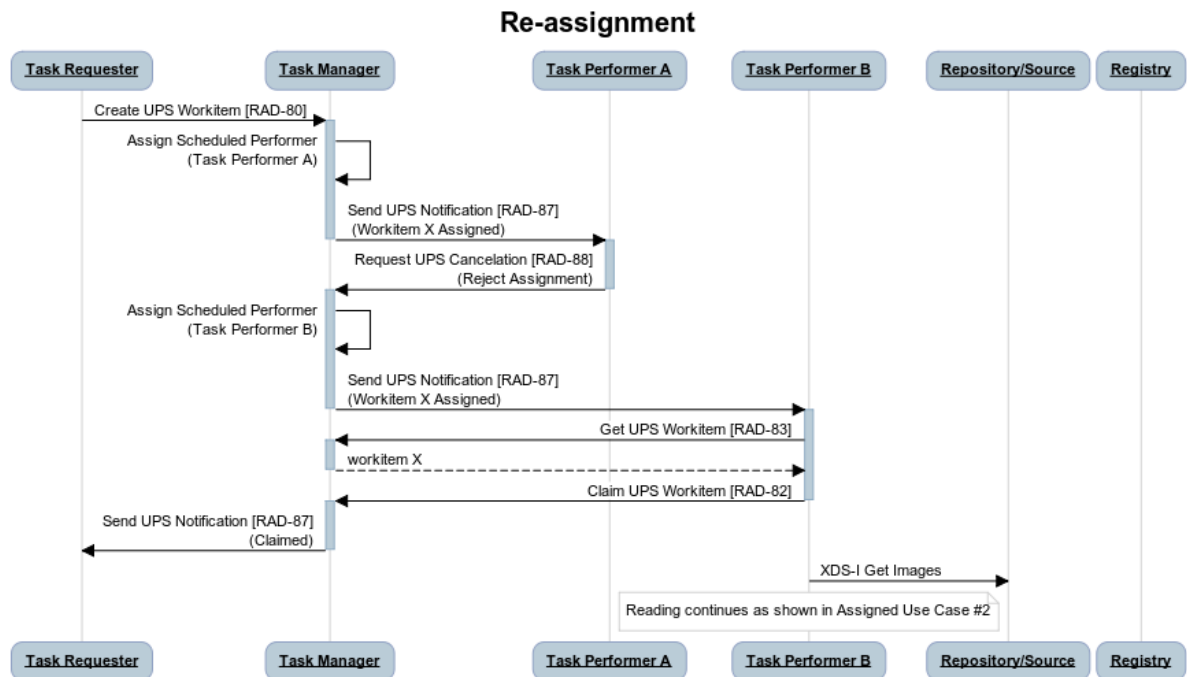 Re-assignment
Task Requester
Task Manager
Task Performer A
Task Performer B
Repository/Source
Registry
Create UPS Workitem [RAD-80]
Assign Scheduled Performer
(Task Performer A)
Send UPS Notification [RAD-87]
(Workitem X Assigned)
Request UPS Cancelation [RAD-88]
(Reject Assignment)
Assign Scheduled Performer
(Task Performer B)
Send UPS Notification [RAD-87]
(Workitem X Assigned)
Get UPS Workitem [RAD-83]
workitem X
Claim UPS Workitem [RAD-82]
Send UPS Notification [RAD-87]
(Claimed)
XDS-I Get Images
Reading continues as shown in Assigned Use Case #2
Task Requester
Task Manager
Task Performer A
Task Performer B
Repository/Source
Registry